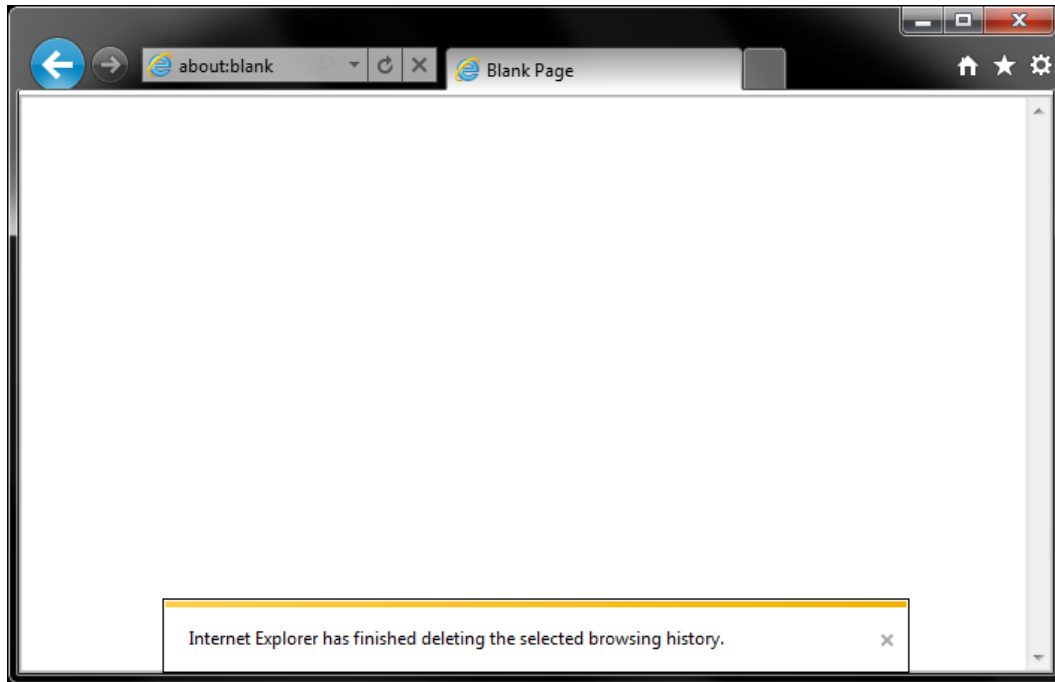 about:blank
Blank Page
Internet Explorer has finished deleting the selected browsing history.